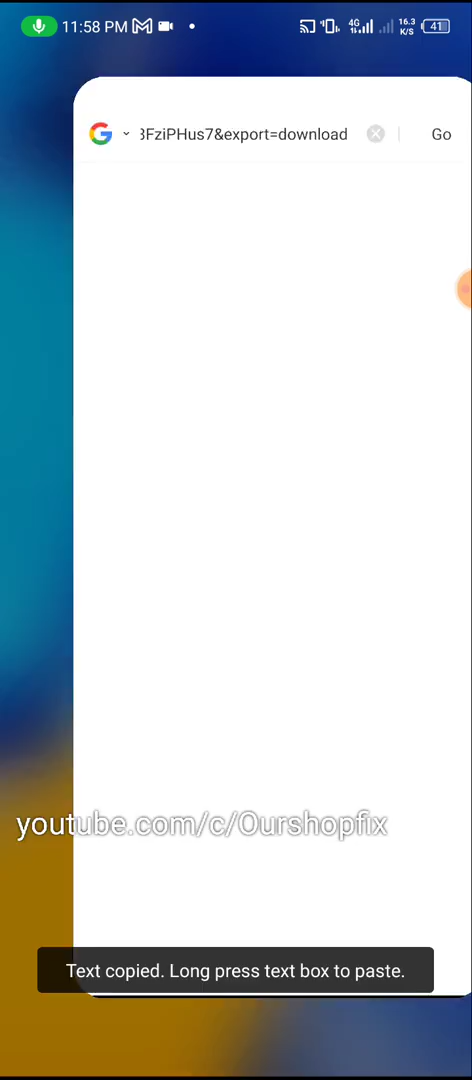 11:58 PM
4G
16.3
K/S
41
3FziPHus7&export=download
Go
youtube.com/c/Ourshopfix
Text copied. Long press text box to paste.